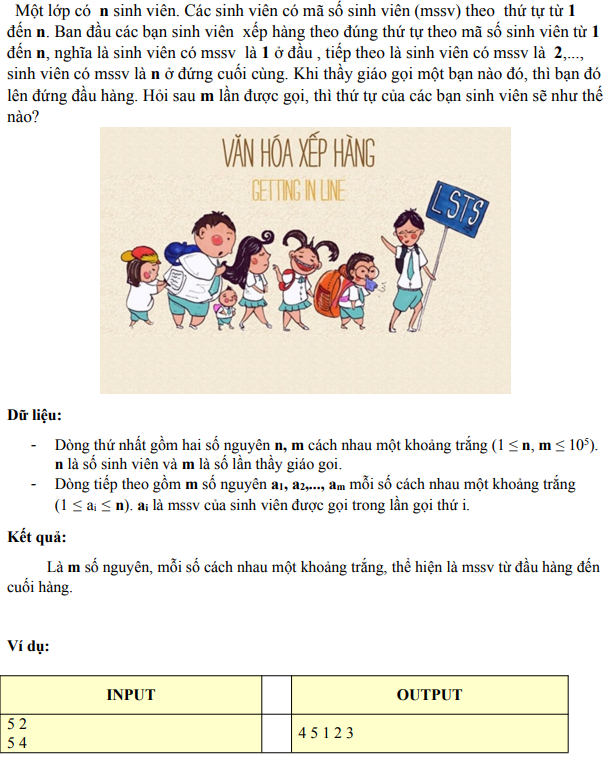 Một lớp có n sinh viên. Các sinh viên có mã số sinh viên (mssv) theo thứ tự từ 1
đến n. Ban đầu các bạn sinh viên xếp hàng theo đúng thứ tự theo mã số sinh viên từ 1
đến n, nghĩa là sinh viên có mssv là 1 ở đầu , tiếp theo là sinh viên có mssv là 2,...,
sinh viên có mssv là n ở đứng cuối cùng. Khi thầy giáo gọi một bạn nào đó, thì bạn đó
lên đứng đầu hàng. Hỏi sau m lần được gọi, thì thứ tự của các bạn sinh viên sẽ như thế
nào?
VĂN HÓA XẾP HÀNG
GETTING IN LINE
LSTS
Dữ liệu:
- Dòng thứ nhất gồm hai số nguyên n, m cách nhau một khoảng trắng (1 ≤ n, m ≤ 10⁵).
n là số sinh viên và m là số lần thầy giáo gọi.
- Dòng tiếp theo gồm m số nguyên a₁, a₂,..., aₘ mỗi số cách nhau một khoảng trắng
(1 ≤ aᵢ ≤ n). aᵢ là mssv của sinh viên được gọi trong lần gọi thứ i.
Kết quả:
Là m số nguyên, mỗi số cách nhau một khoảng trắng, thể hiện là mssv từ đầu hàng đến
cuối hàng.
Ví dụ:
INPUT OUTPUT
5 2
5 4
4 5 1 2 3